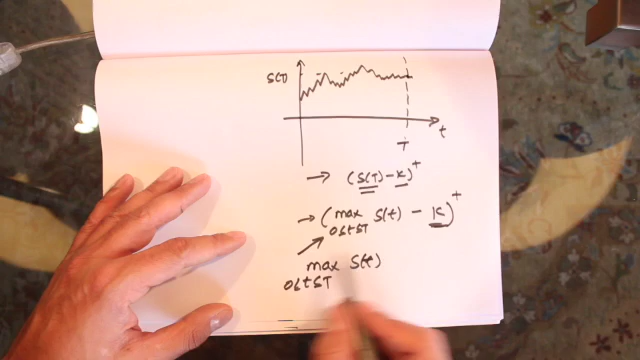 S(T)
t
T
→ (S(T) - K)⁺
→ (max S(t) - K)⁺
0≤t≤T
max S(t)
0≤t≤T